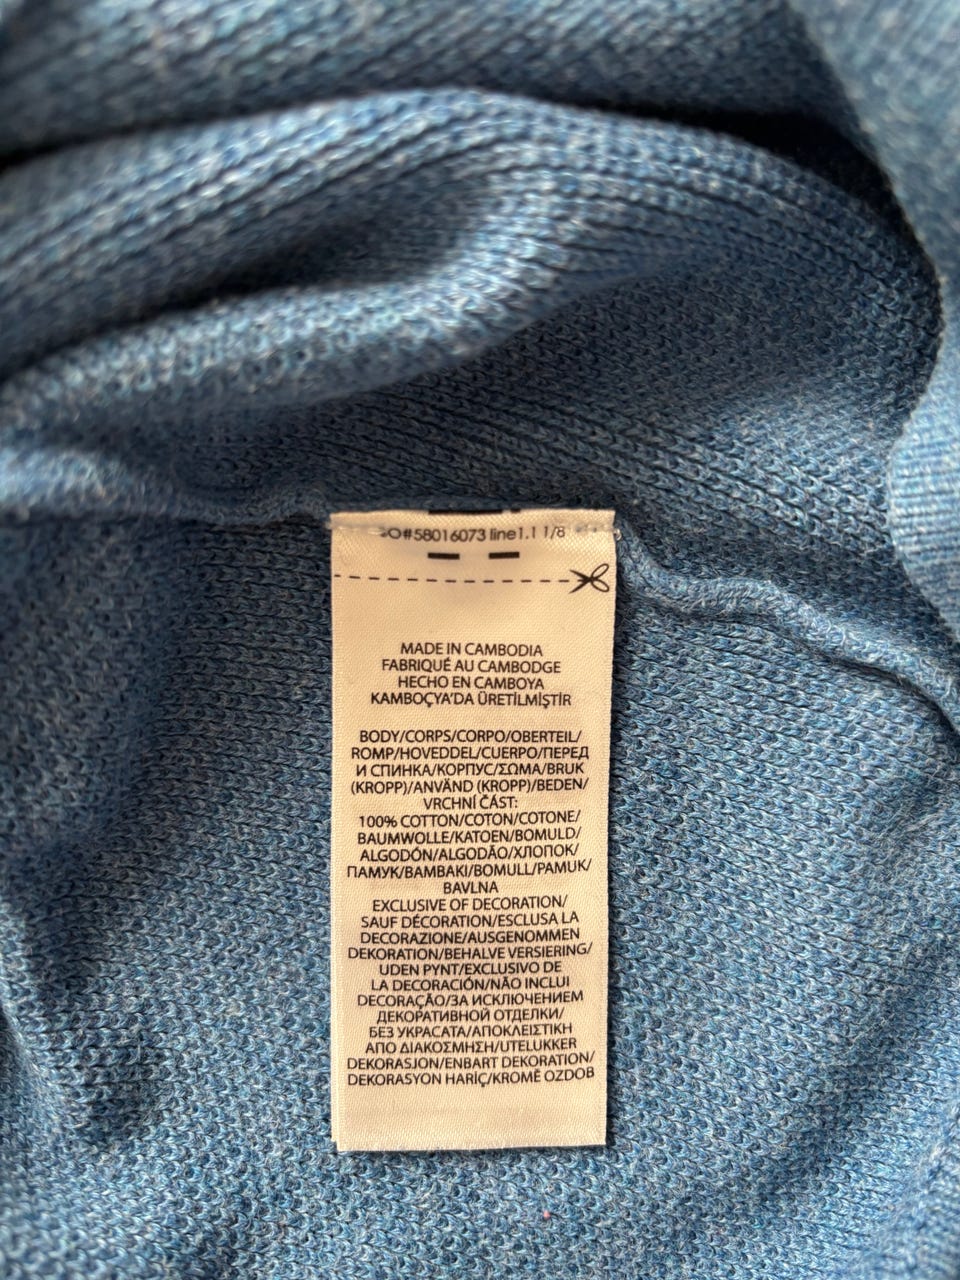 O#58016073 line1.1 1/8
MADE IN CAMBODIA
FABRIQUÉ AU CAMBODGE
HECHO EN CAMBOYA
KAMBOÇYA'DA ÜRETİLMİŞTİR
BODY/CORPS/CORPO/OBERTEIL/
ROMP/HOVEDDEL/CUERPO/ПЕРЕД
И СПИНКА/КОРПУС/ΣΩΜΑ/BRUK
(KROPP)/ANVÄND (KROPP)/BEDEN/
VRCHNÍ ČÁST:
100% COTTON/COTON/COTONE/
BAUMWOLLE/KATOEN/BOMULD/
ALGODÓN/ALGODÃO/ХЛОПОК/
ПАМУК/ΒΑΜΒΑΚΙ/BOMULL/PAMUK/
BAVLNA
EXCLUSIVE OF DECORATION/
SAUF DÉCORATION/ESCLUSA LA
DECORAZIONE/AUSGENOMMEN
DEKORATION/BEHALVE VERSIERING/
UDEN PYNT/EXCLUSIVO DE
LA DECORACIÓN/NÃO INCLUI
DECORAÇÃO/ЗА ИСКЛЮЧЕНИЕМ
ДЕКОРАТИВНОЙ ОТДЕЛКИ/
БЕЗ УКРАСАТА/ΑΠΟΚΛΕΙΣΤΙΚΗ
ΑΠΟ ΔΙΑΚΟΣΜΗΣΗ/UTELUKKER
DEKORASJON/ENBART DEKORATION/
DEKORASYON HARİÇ/KROMĚ OZDOB